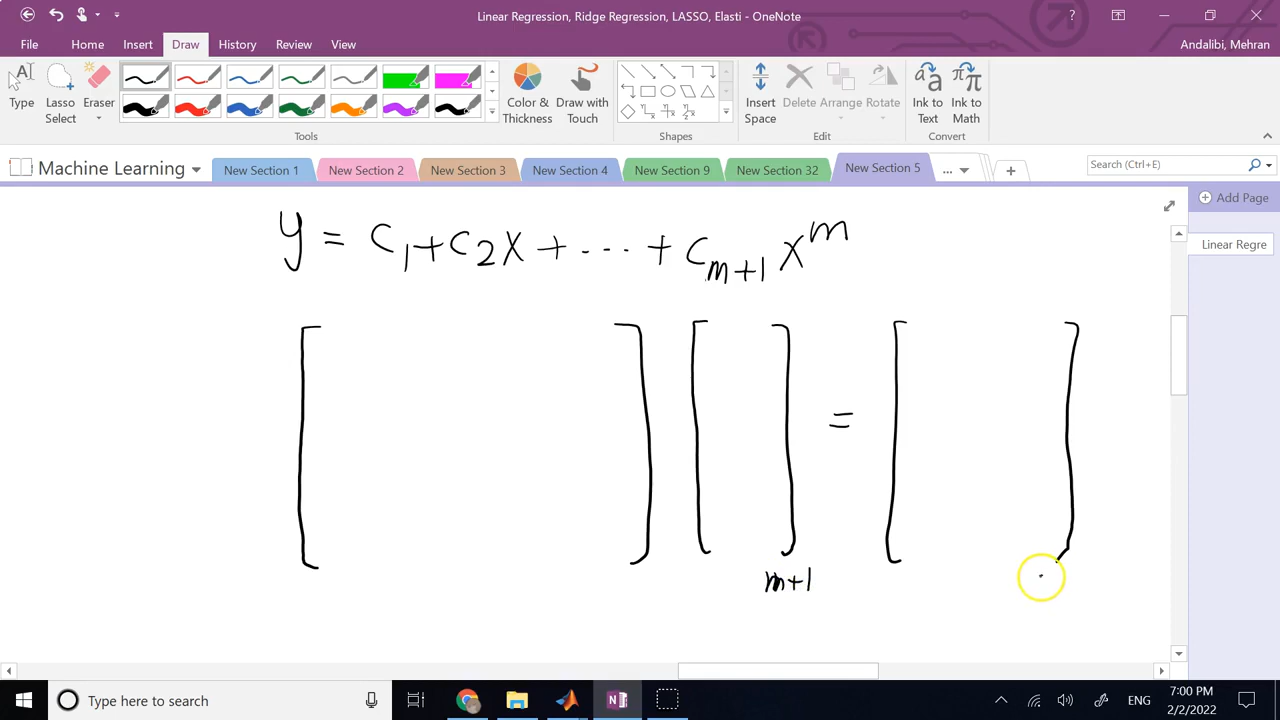 Linear Regression, Ridge Regression, LASSO, Elasti - OneNote
?
Andalibi, Mehran
File Home Insert Draw History Review View
Type
Lasso Select
Eraser
Color & Thickness
Draw with Touch
Insert Space
Delete
Arrange
Rotate
Ink to Text
Ink to Math
Tools
Shapes
Edit
Convert
Machine Learning
New Section 1
New Section 2
New Section 3
New Section 4
New Section 9
New Section 32
New Section 5
...
Search (Ctrl+E)
Add Page
Linear Regre
y = c₁+c₂x+...+ c_{m+1} x^m
=
m+1
Type here to search
ENG
7:00 PM
2/2/2022